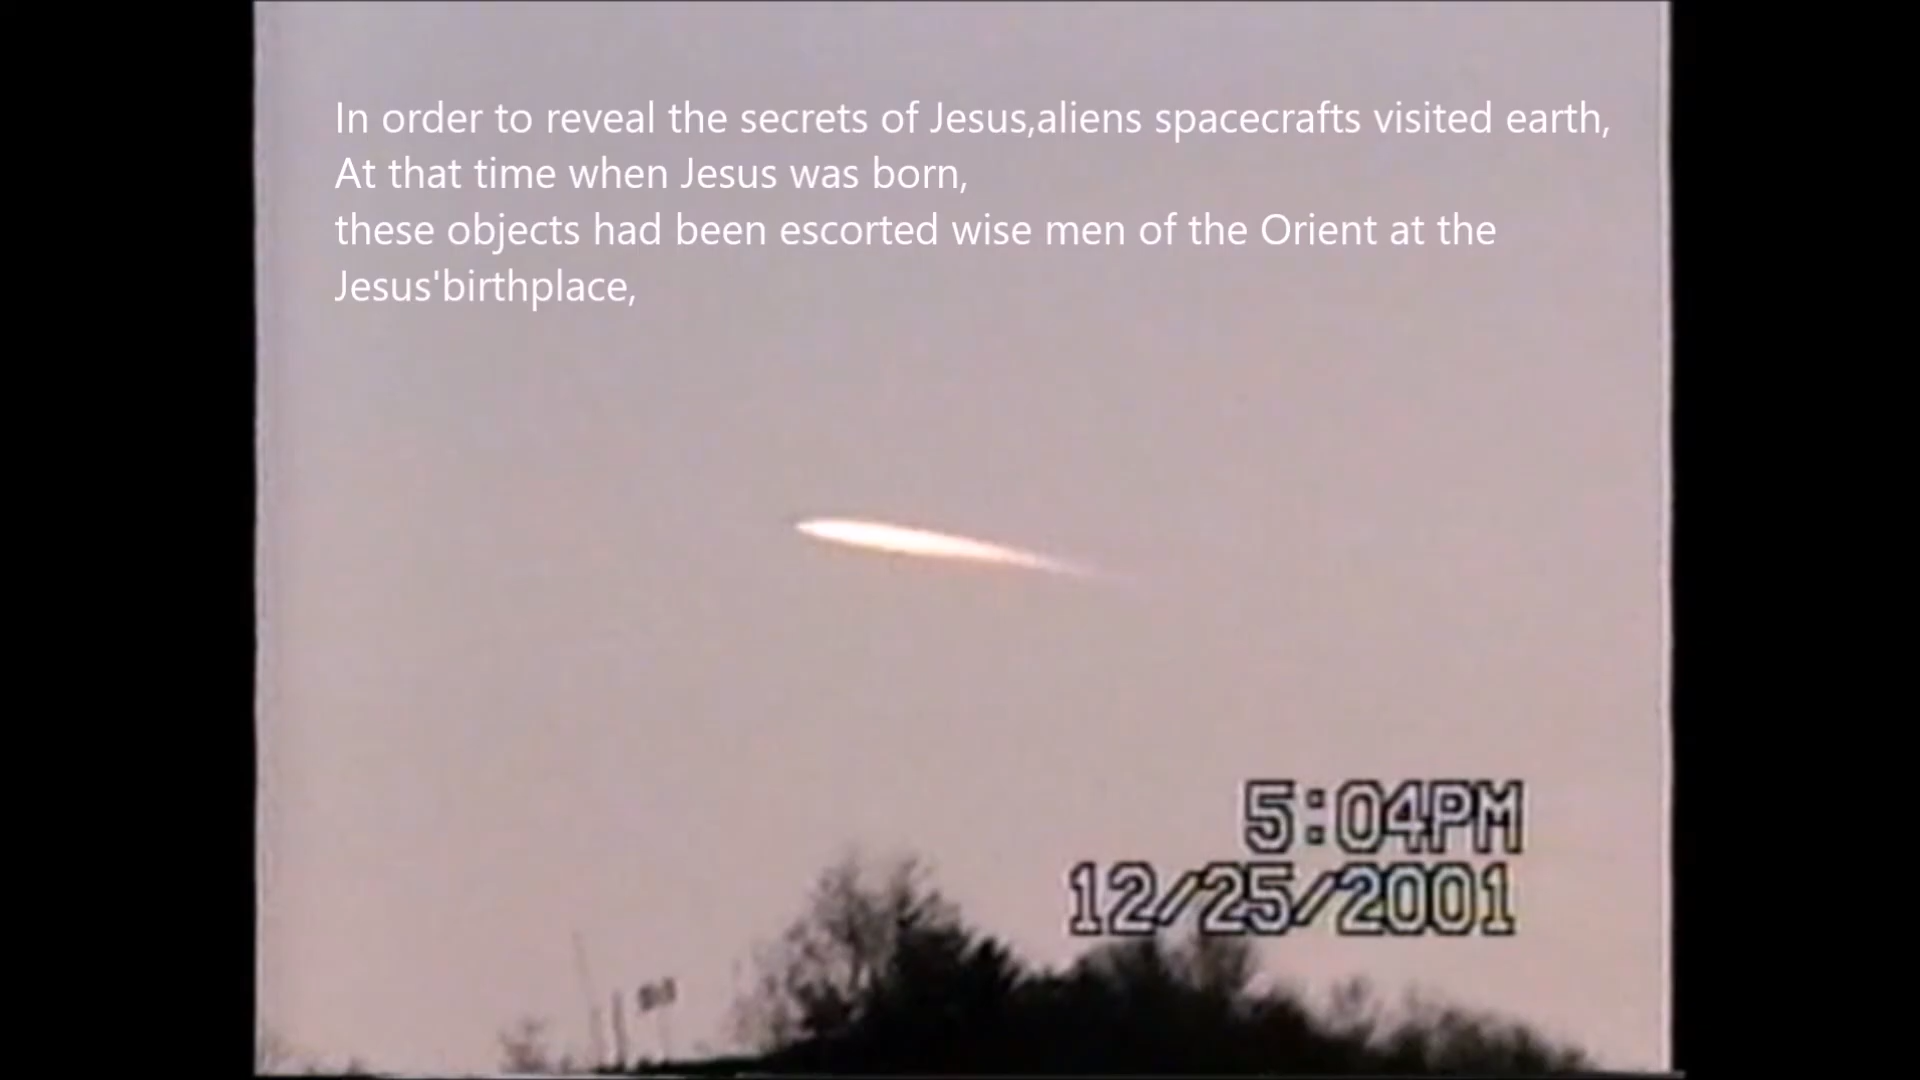 In order to reveal the secrets of Jesus,aliens spacecrafts visited earth,
At that time when Jesus was born,
these objects had been escorted wise men of the Orient at the
Jesus'birthplace,
5:04PM
12/25/2001